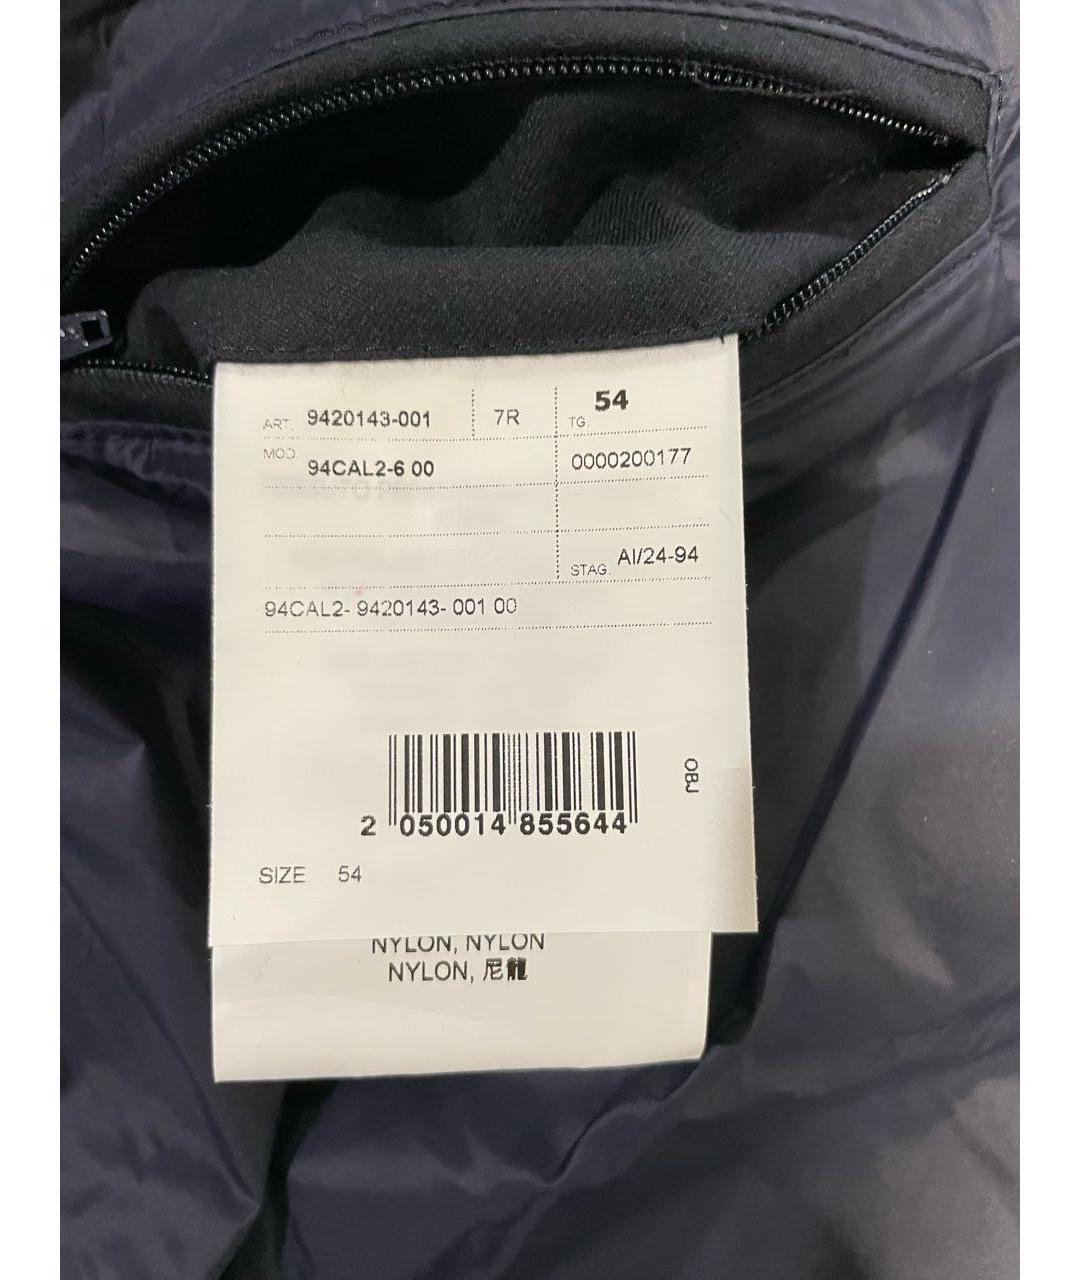 ART. 9420143-001 7R TG. 54
MOD. 94CAL2-6 00 0000200177
STAG. AI/24-94
94CAL2- 9420143- 001 00
OBJ
2 050014 855644
SIZE 54
NYLON, NYLON
NYLON, 尼龍